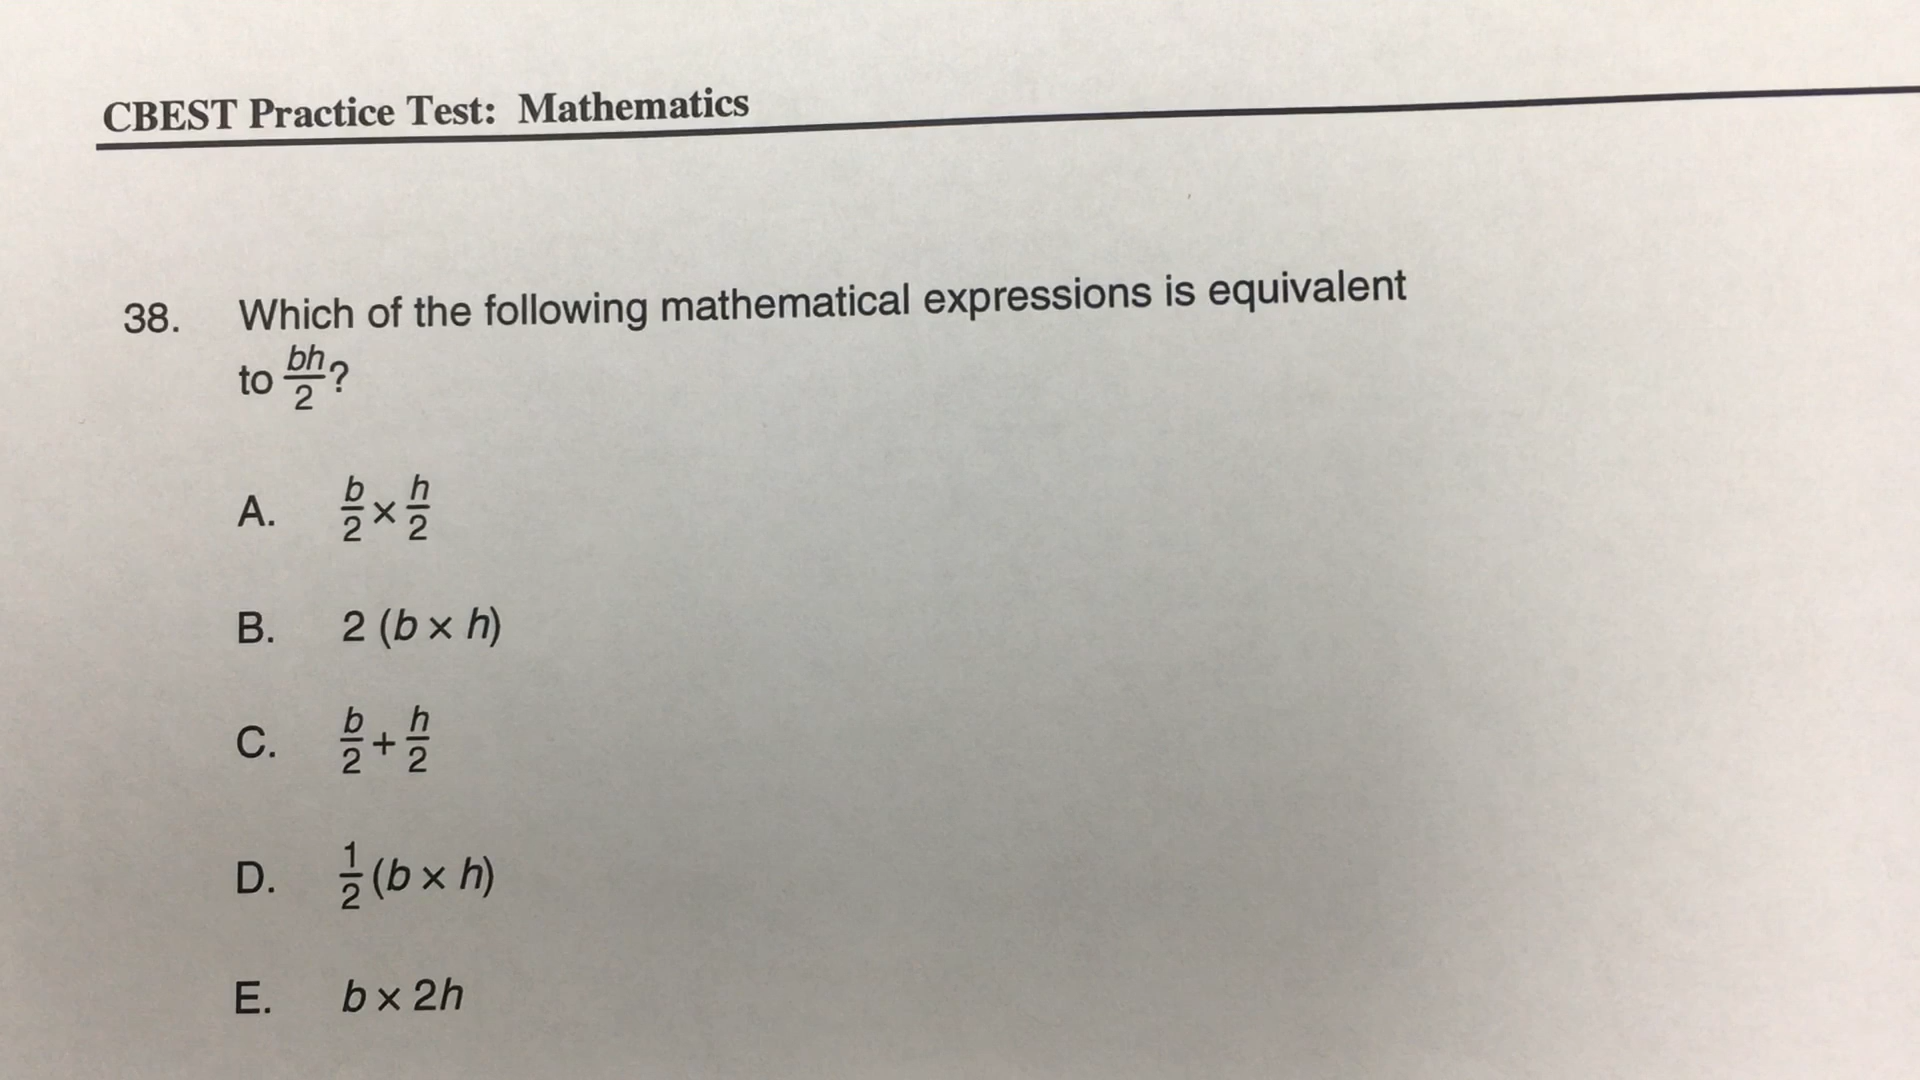 CBEST Practice Test: Mathematics
38. Which of the following mathematical expressions is equivalent
to bh/2?
A. b/2 × h/2
B. 2 (b × h)
C. b/2 + h/2
D. 1/2 (b × h)
E. b × 2h